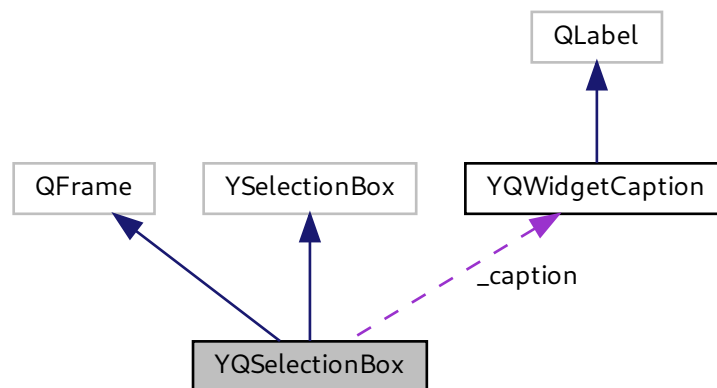 QLabel
QFrame
YSelectionBox
YQWidgetCaption
_caption
YQSelectionBox